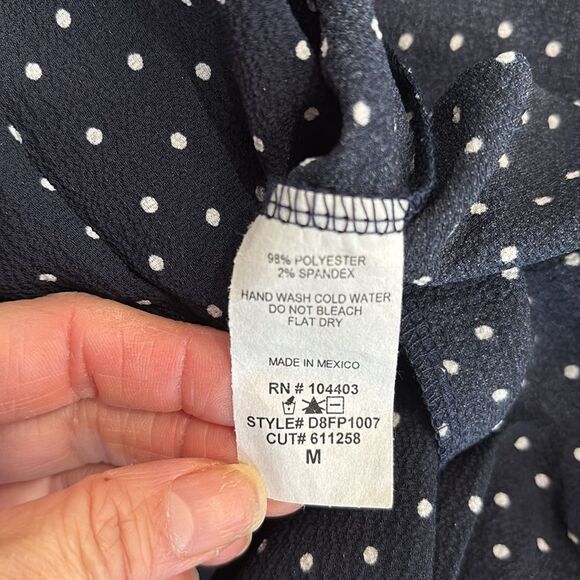 98% POLYESTER
2% SPANDEX
HAND WASH COLD WATER
DO NOT BLEACH
FLAT DRY
MADE IN MEXICO
RN # 104403
STYLE# D8FP1007
CUT# 611258
M